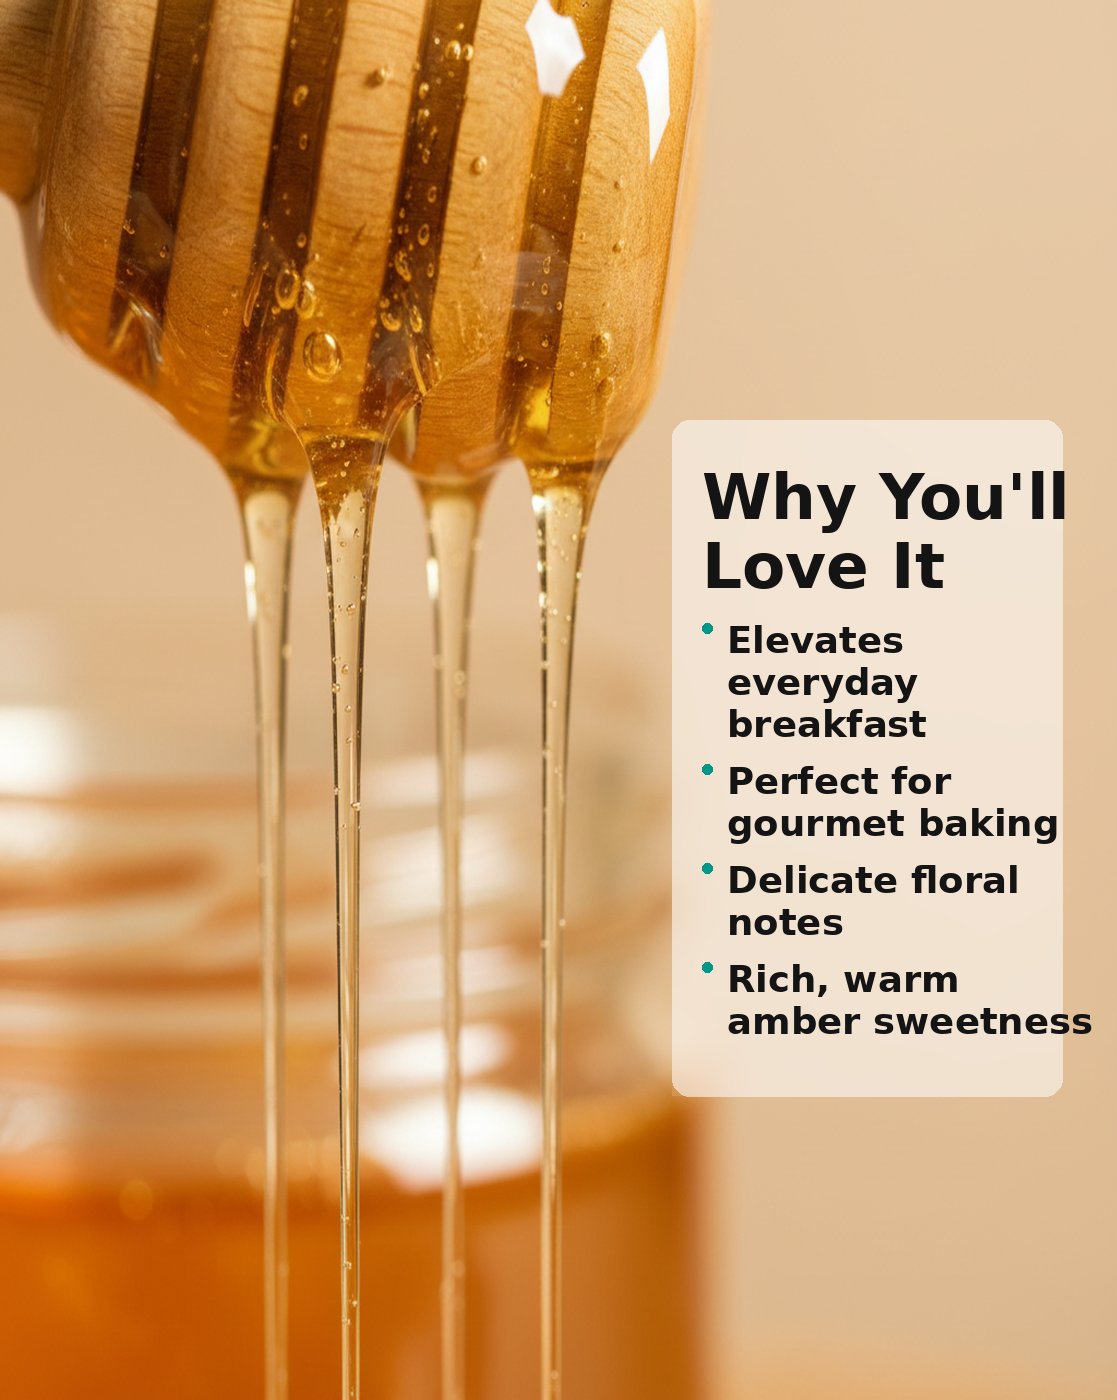 Why You'll
Love It
Elevates
everyday
breakfast
Perfect for
gourmet baking
Delicate floral
notes
Rich, warm
amber sweetness